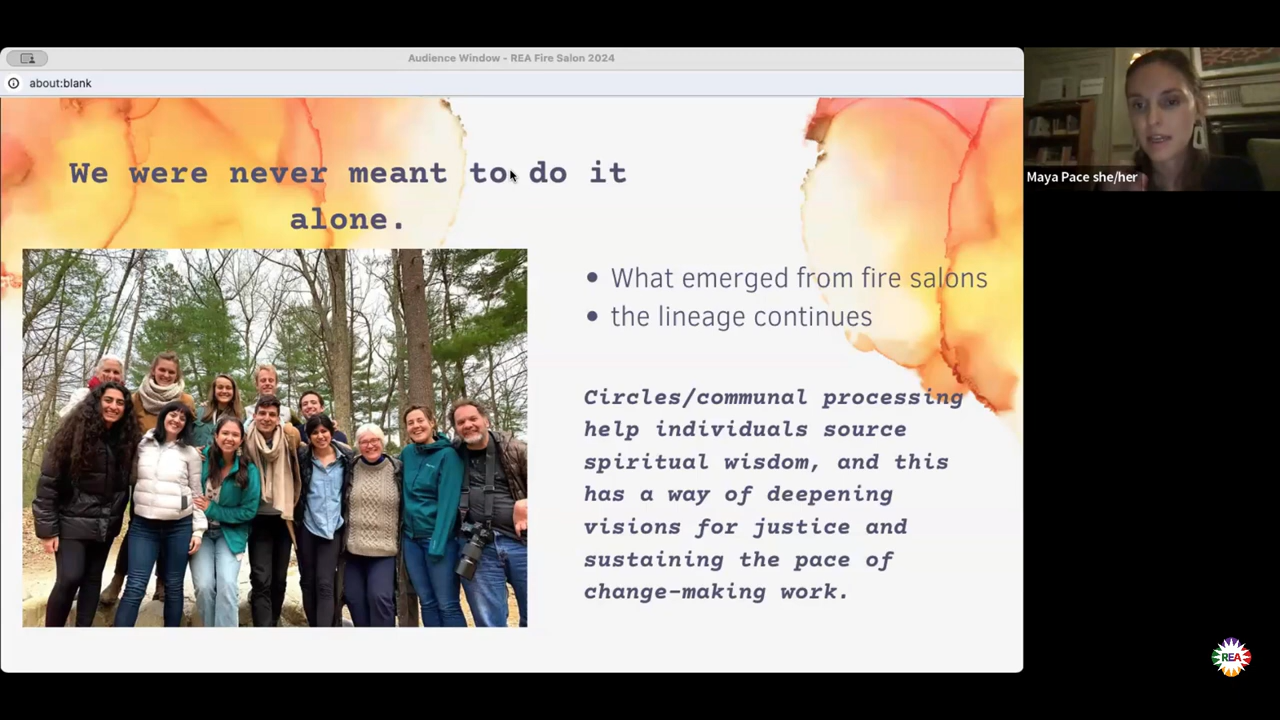 Audience Window - REA Fire Salon 2024
about:blank
We were never meant to do it
alone.
• What emerged from fire salons
• the lineage continues
Circles/communal processing
help individuals source
spiritual wisdom, and this
has a way of deepening
visions for justice and
sustaining the pace of
change-making work.
Maya Pace she/her
REA